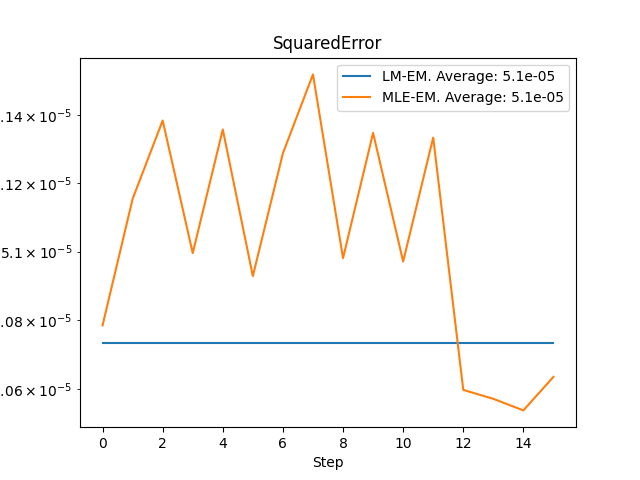 SquaredError
LM-EM. Average: 5.1e-05
MLE-EM. Average: 5.1e-05
.14 × 10⁻⁵
.12 × 10⁻⁵
5.1 × 10⁻⁵
.08 × 10⁻⁵
.06 × 10⁻⁵
0 2 4 6 8 10 12 14
Step